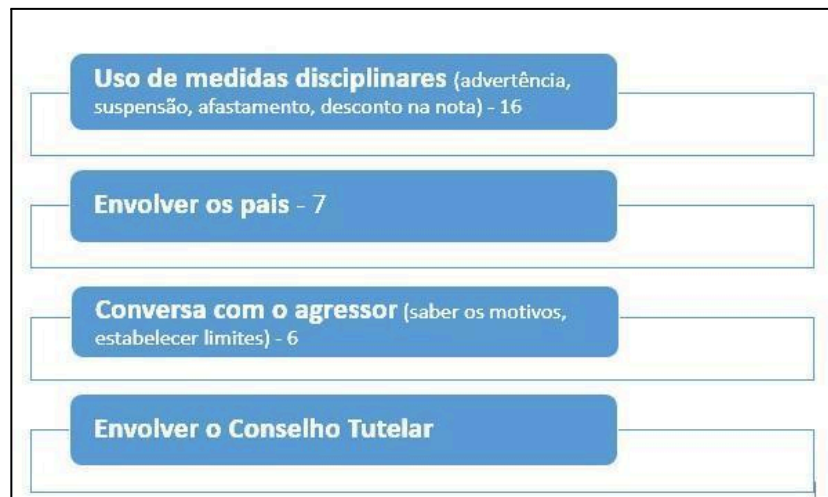 Uso de medidas disciplinares (advertência,
suspensão, afastamento, desconto na nota) - 16
Envolver os pais - 7
Conversa com o agressor (saber os motivos,
estabelecer limites) - 6
Envolver o Conselho Tutelar